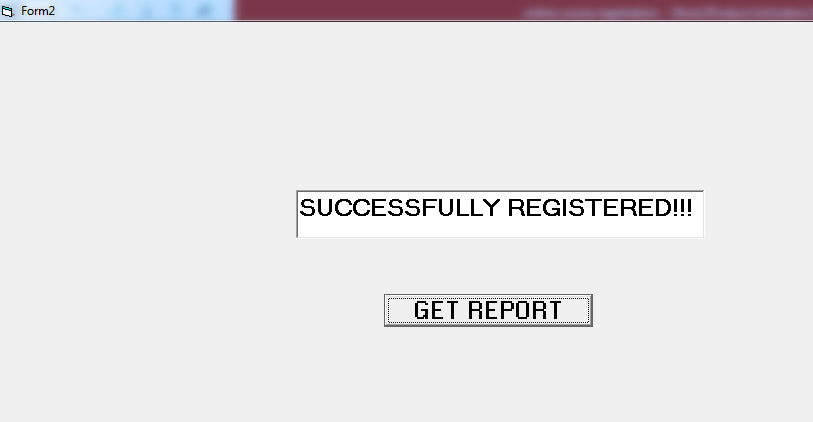 Form2
SUCCESSFULLY REGISTERED!!!
GET REPORT